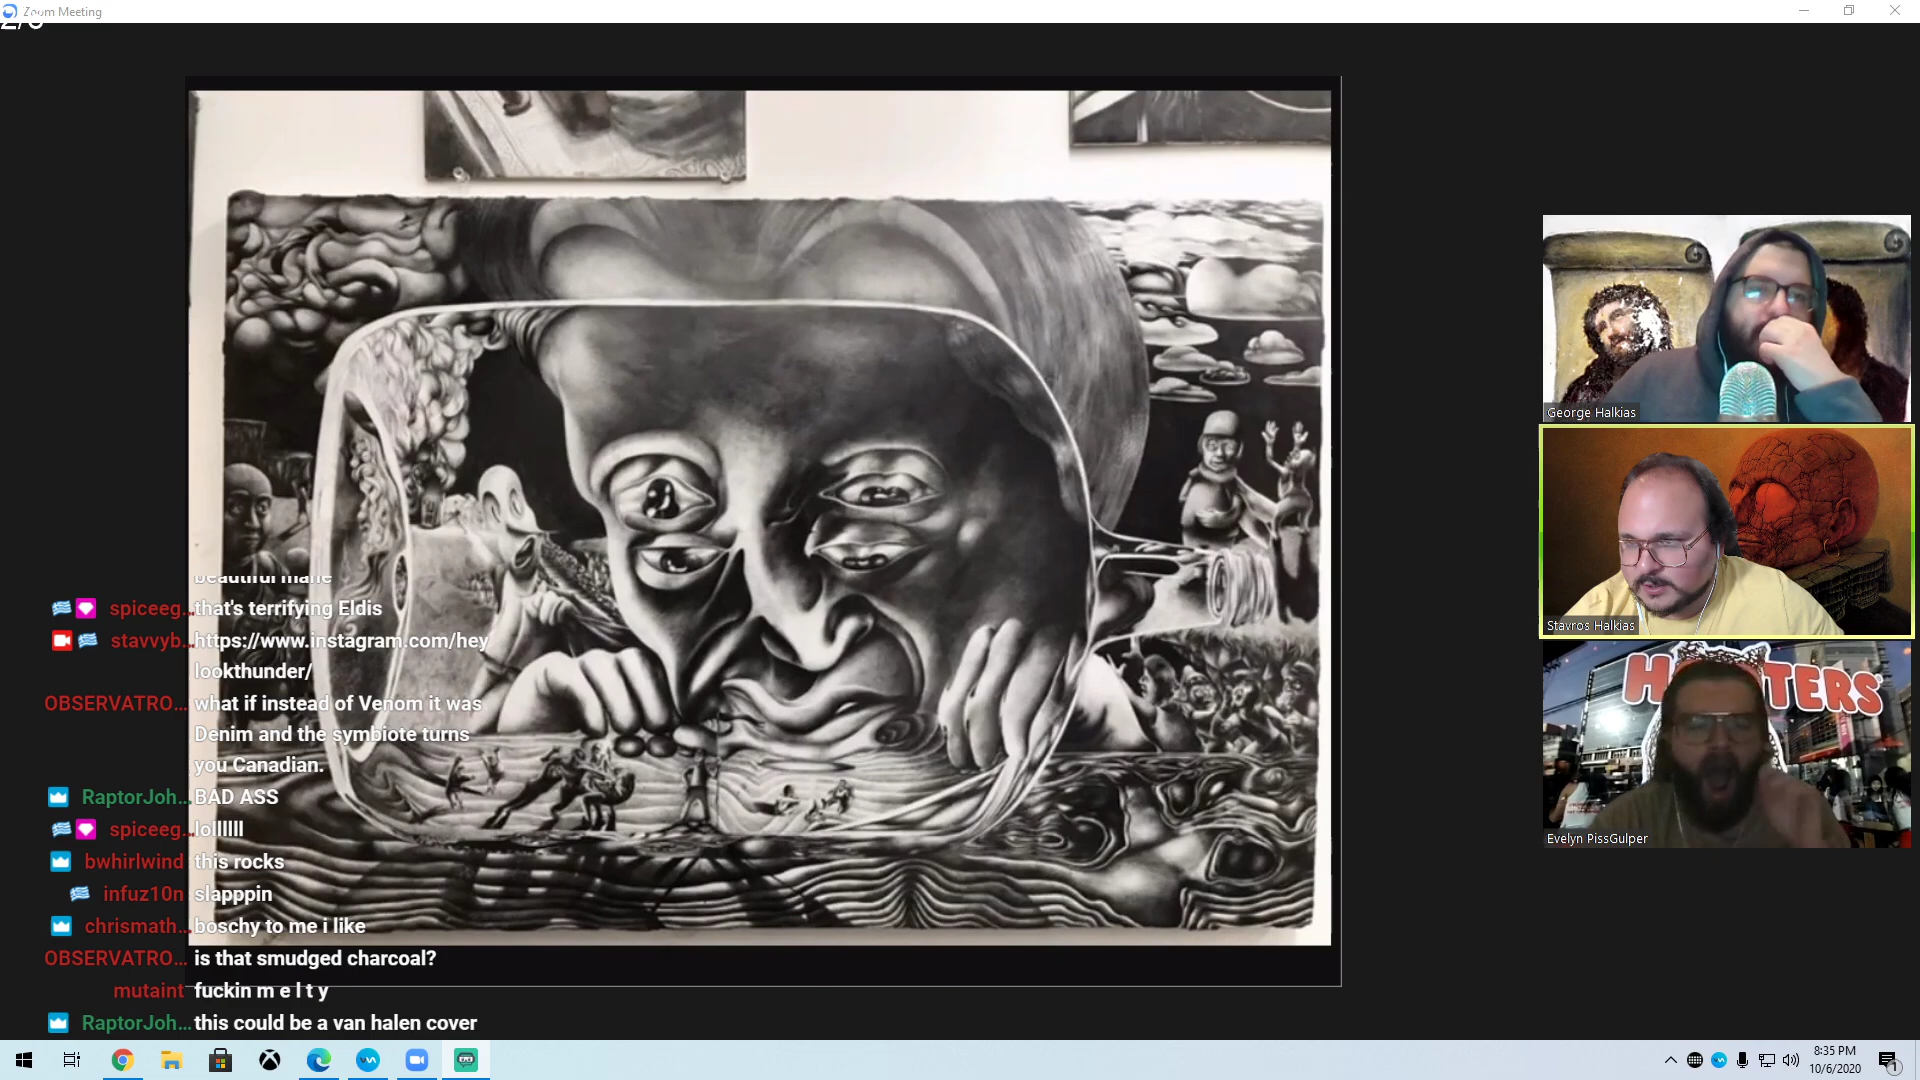 Zoom Meeting
beautiful mane
spiceeg... that's terrifying Eldis
stavvyb... https://www.instagram.com/hey
lookthunder/
OBSERVATRO... what if instead of Venom it was
Denim and the symbiote turns
you Canadian.
RaptorJoh... BAD ASS
spiceeg... lollllll
bwhirlwind this rocks
infuz10n slapppin
chrismath... boschy to me i like
OBSERVATRO... is that smudged charcoal?
mutaint fuckin m e l t y
RaptorJoh... this could be a van halen cover
George Halkias
Stavros Halkias
TERS
Evelyn PissGulper
8:35 PM
10/6/2020
1